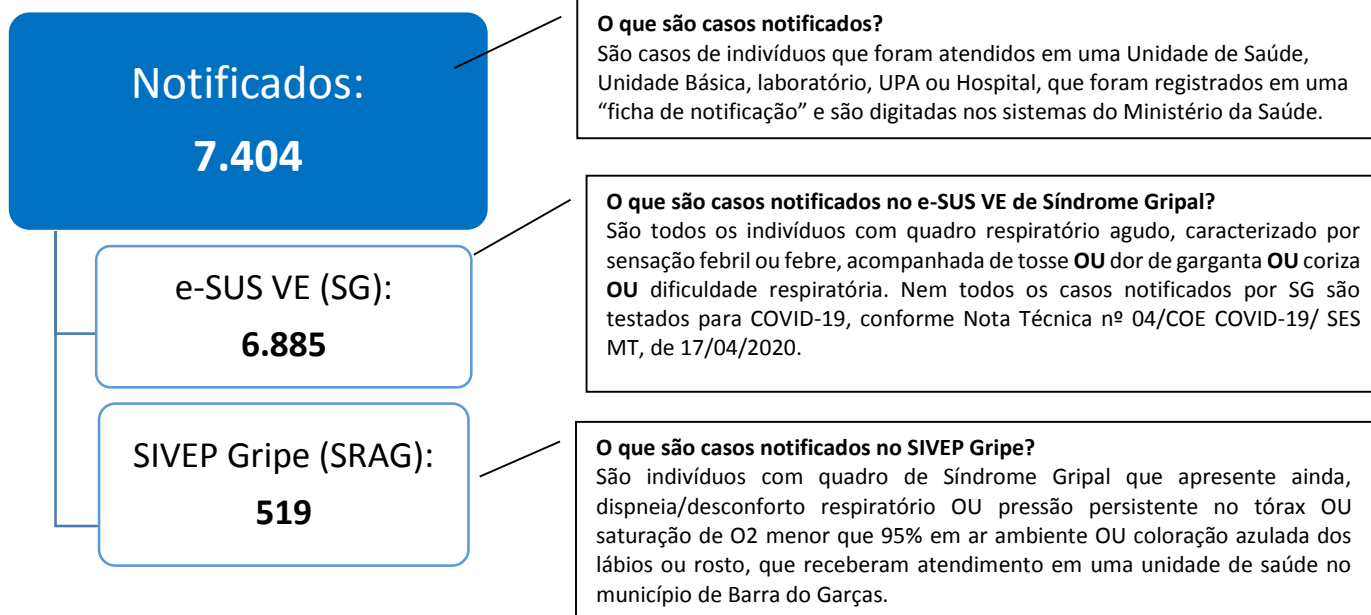 Notificados:
7.404
O que são casos notificados?
São casos de indivíduos que foram atendidos em uma Unidade de Saúde,
Unidade Básica, laboratório, UPA ou Hospital, que foram registrados em uma
“ficha de notificação” e são digitadas nos sistemas do Ministério da Saúde.
e-SUS VE (SG):
6.885
O que são casos notificados no e-SUS VE de Síndrome Gripal?
São todos os indivíduos com quadro respiratório agudo, caracterizado por
sensação febril ou febre, acompanhada de tosse OU dor de garganta OU coriza
OU dificuldade respiratória. Nem todos os casos notificados por SG são
testados para COVID-19, conforme Nota Técnica nº 04/COE COVID-19/ SES
MT, de 17/04/2020.
SIVEP Gripe (SRAG):
519
O que são casos notificados no SIVEP Gripe?
São indivíduos com quadro de Síndrome Gripal que apresente ainda,
dispneia/desconforto respiratório OU pressão persistente no tórax OU
saturação de O2 menor que 95% em ar ambiente OU coloração azulada dos
lábios ou rosto, que receberam atendimento em uma unidade de saúde no
município de Barra do Garças.